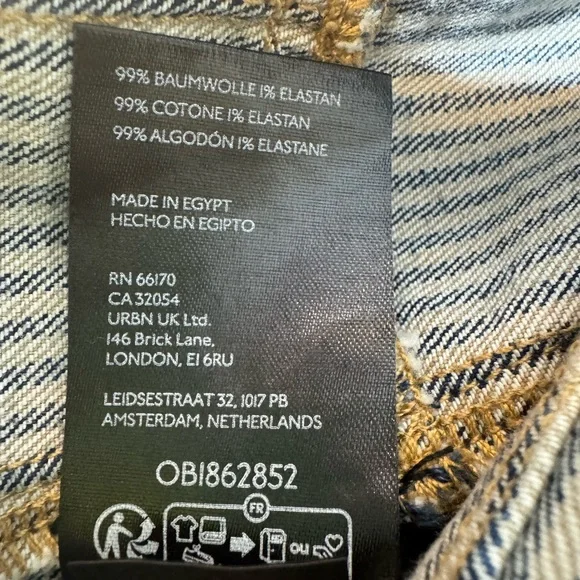 99% BAUMWOLLE 1% ELASTAN
99% COTONE 1% ELASTAN
99% ALGODÓN 1% ELASTANE
MADE IN EGYPT
HECHO EN EGIPTO
RN 66170
CA 32054
URBN UK Ltd.
146 Brick Lane,
LONDON, E1 6RU
LEIDSESTRAAT 32, 1017 PB
AMSTERDAM, NETHERLANDS
OB1862852
FR
ou